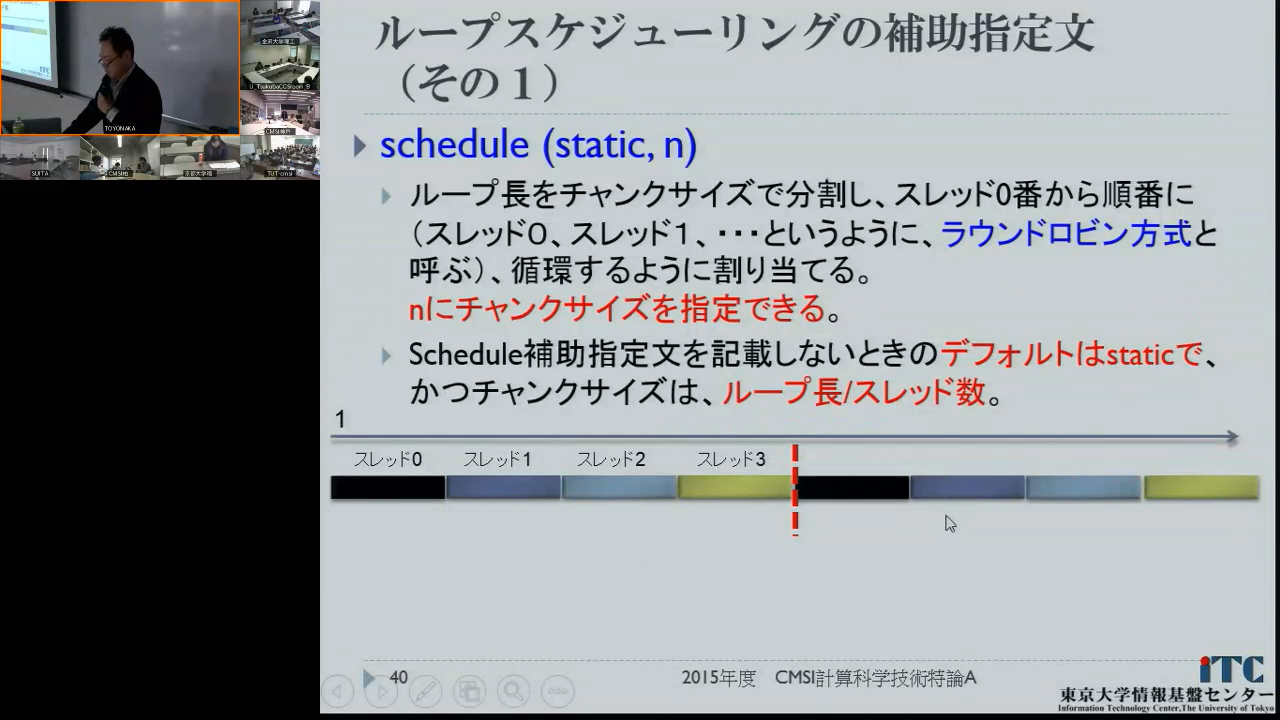 ループスケジューリングの補助指定文
（その１）
schedule (static, n)
ループ長をチャンクサイズで分割し、スレッド0番から順番に
（スレッド０、スレッド１、・・・というように、ラウンドロビン方式と
呼ぶ）、循環するように割り当てる。
nにチャンクサイズを指定できる。
Schedule補助指定文を記載しないときのデフォルトはstaticで、
かつチャンクサイズは、ループ長/スレッド数。
1
スレッド0 スレッド1 スレッド2 スレッド3
40
2015年度 CMSI計算科学技術特論A
iTC
東京大学情報基盤センター
Information Technology Center, The University of Tokyo
TOYONAKA
金沢大学理工
U_TsukubaCCSroom_B
CMSI神戸
SUITA
TUT-cmsi